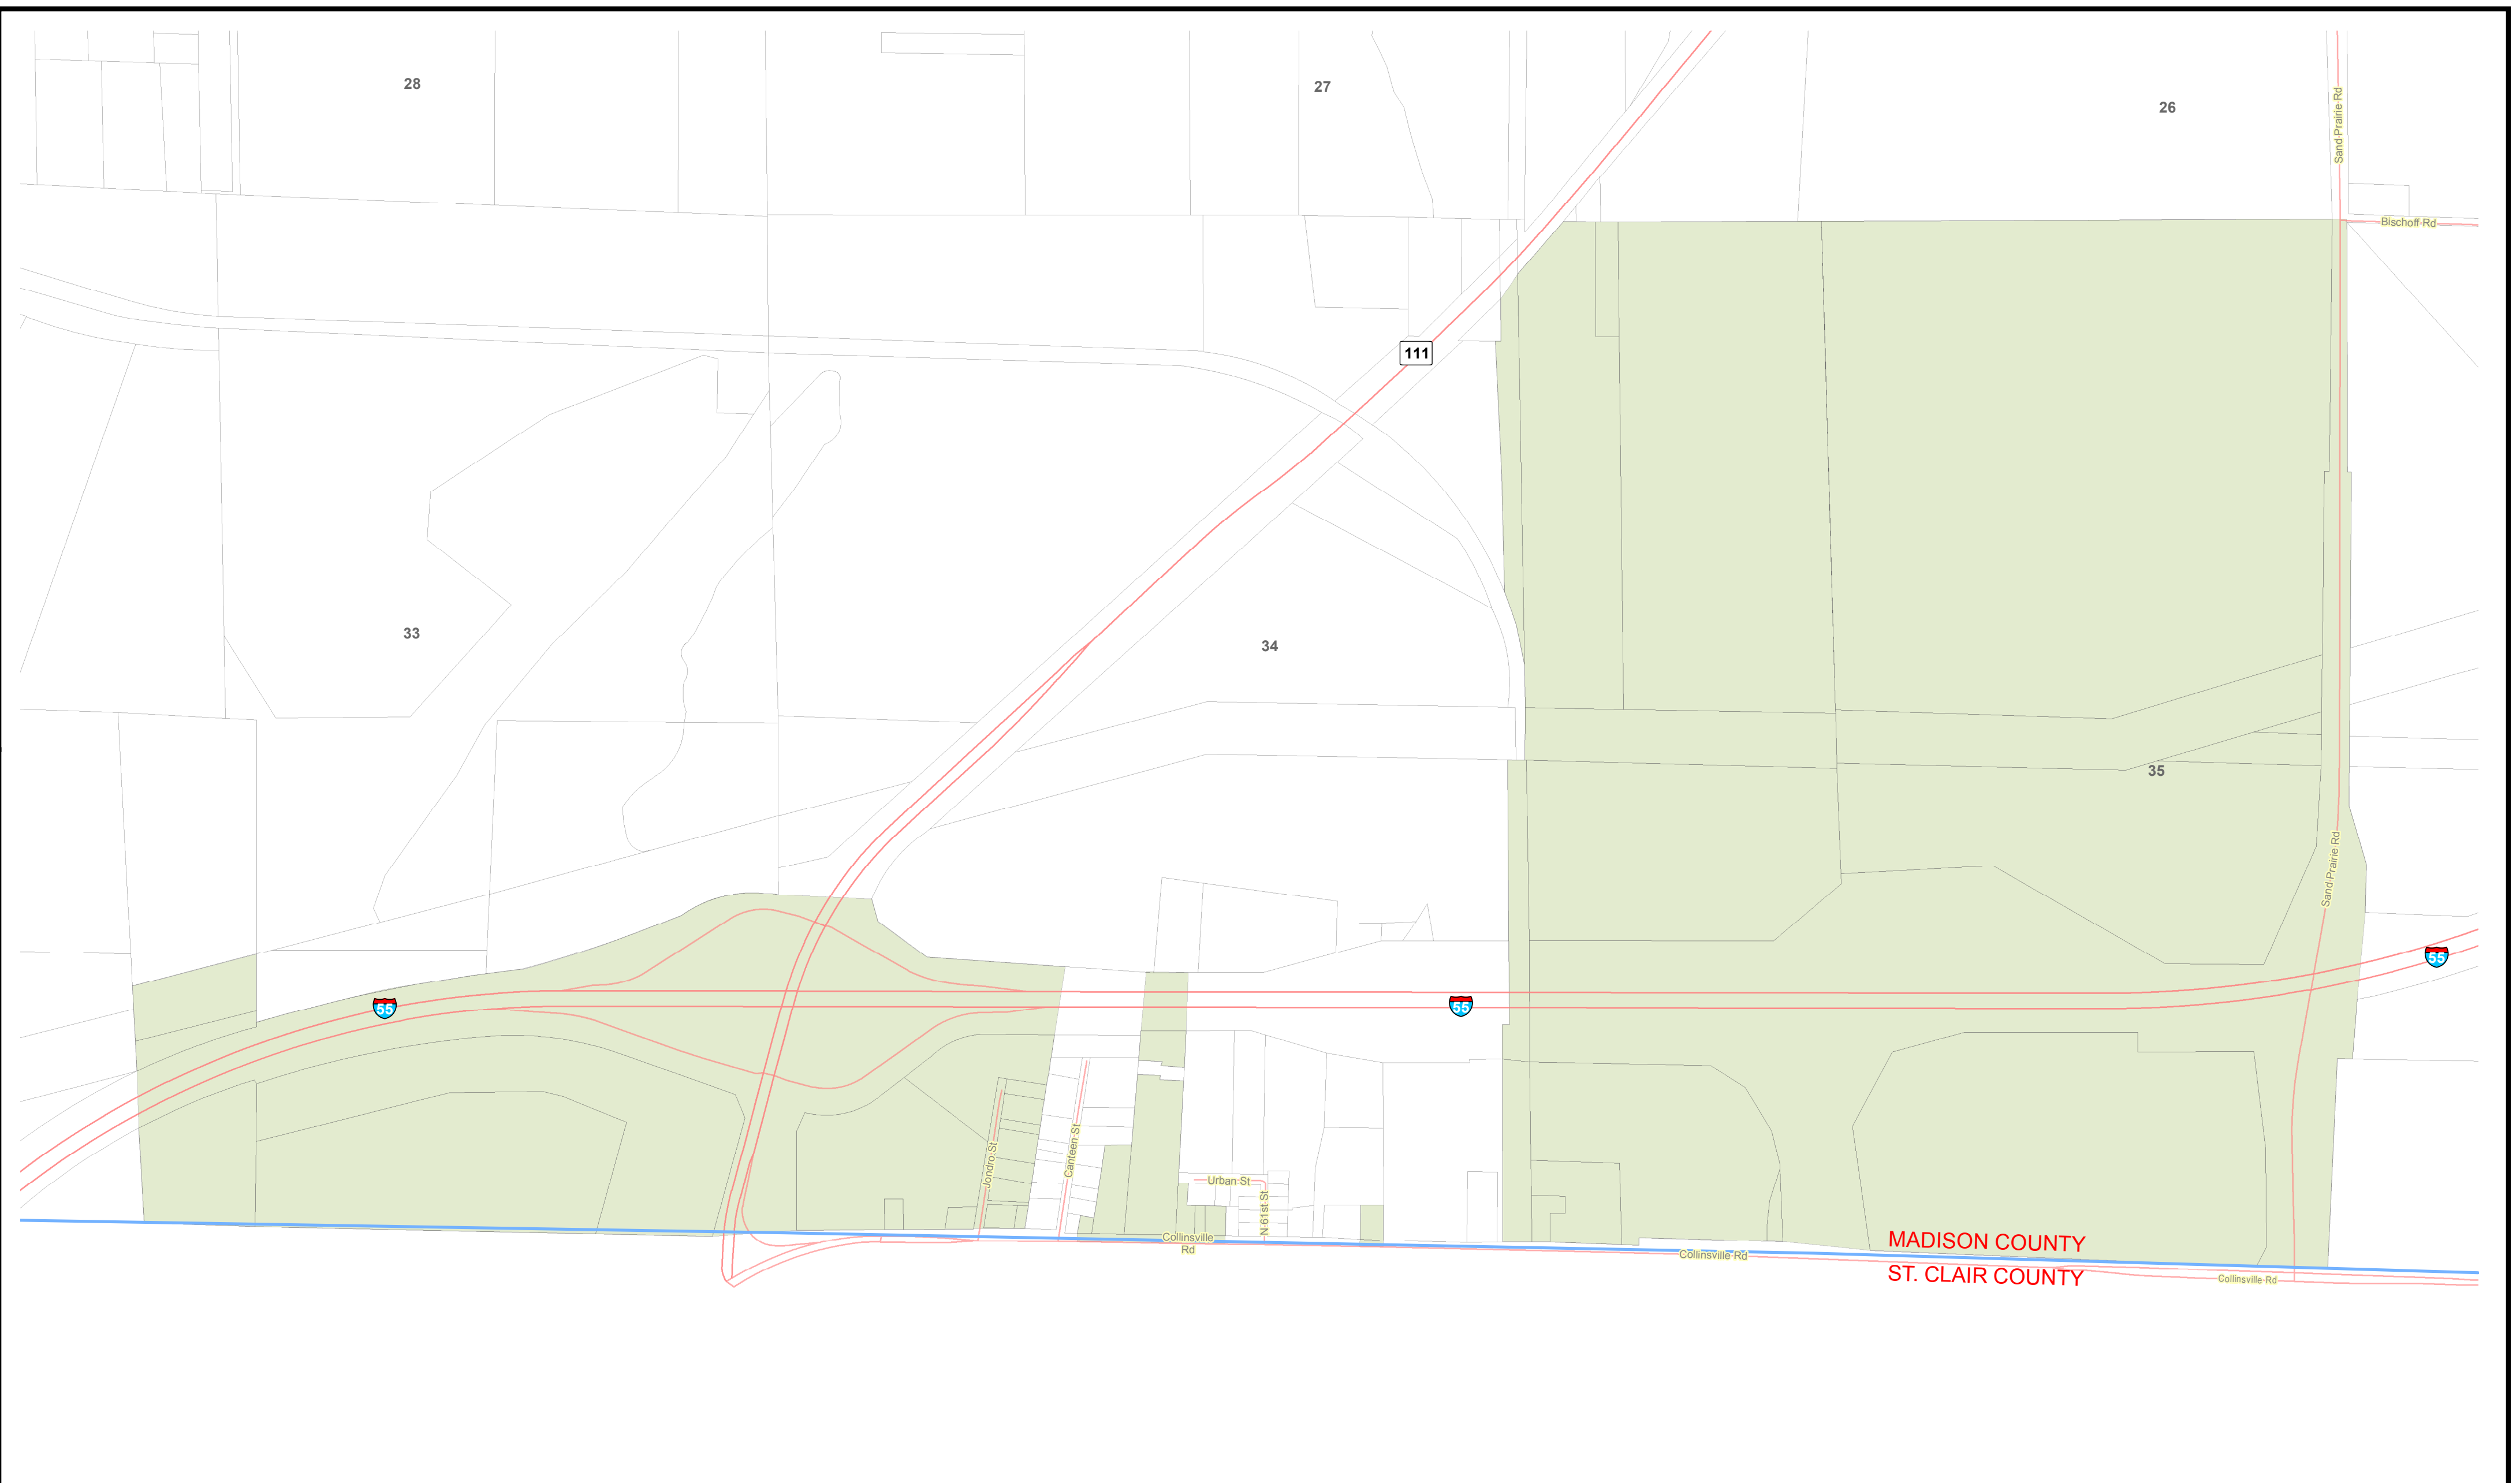 28
27
26
Sand Prairie Rd
Bischoff Rd
111
33
34
35
Sand Prairie Rd
55
55
55
Jondro St
Canteen St
Urban St
N 61st St
Collinsville
Rd
Collinsville Rd
MADISON COUNTY
ST. CLAIR COUNTY
Collinsville Rd